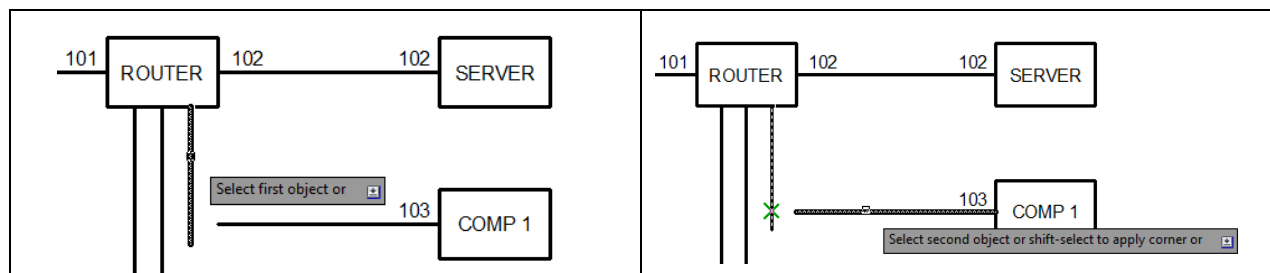 101
ROUTER
102
102
SERVER
Select first object or
103
COMP 1
101
ROUTER
102
102
SERVER
103
COMP 1
Select second object or shift-select to apply corner or